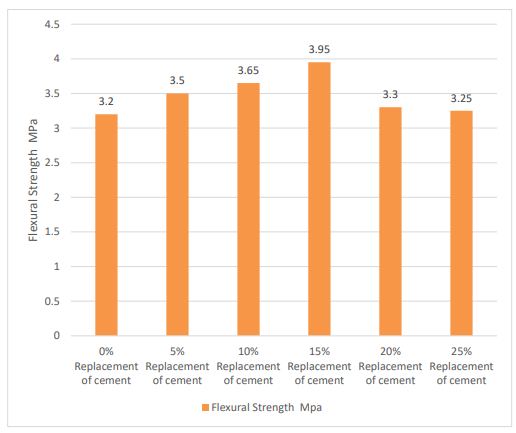 4.5
4
3.5
3
2.5
2
1.5
1
0.5
0
Flexural Strength MPa
3.2
3.5
3.65
3.95
3.3
3.25
0%
Replacement
of cement
5%
Replacement
of cement
10%
Replacement
of cement
15%
Replacement
of cement
20%
Replacement
of cement
25%
Replacement
of cement
Flexural Strength Mpa